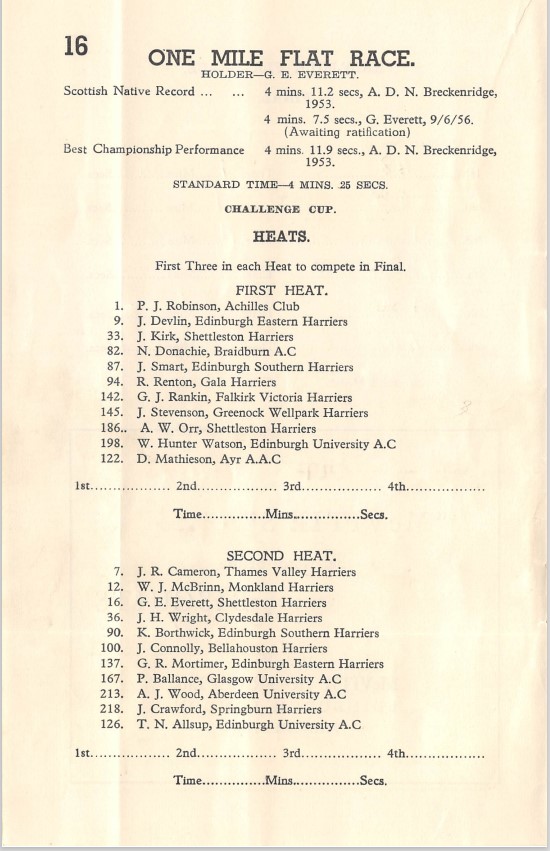 16
ONE MILE FLAT RACE.
HOLDER—G. E. EVERETT.
Scottish Native Record ... ... 4 mins. 11.2 secs, A. D. N. Breckenridge,
1953.
4 mins. 7.5 secs., G. Everett, 9/6/56.
(Awaiting ratification)
Best Championship Performance 4 mins. 11.9 secs., A. D. N. Breckenridge,
1953.
STANDARD TIME—4 MINS. 25 SECS.
CHALLENGE CUP.
HEATS.
First Three in each Heat to compete in Final.
FIRST HEAT.
1. P. J. Robinson, Achilles Club
9. J. Devlin, Edinburgh Eastern Harriers
33. J. Kirk, Shettleston Harriers
82. N. Donachie, Braidburn A.C
87. J. Smart, Edinburgh Southern Harriers
94. R. Renton, Gala Harriers
142. G. J. Rankin, Falkirk Victoria Harriers
145. J. Stevenson, Greenock Wellpark Harriers
186.. A. W. Orr, Shettleston Harriers
198. W. Hunter Watson, Edinburgh University A.C
122. D. Mathieson, Ayr A.A.C
1st.................. 2nd.................. 3rd.................. 4th..................
Time..............Mins...............Secs.
SECOND HEAT.
7. J. R. Cameron, Thames Valley Harriers
12. W. J. McBrinn, Monkland Harriers
16. G. E. Everett, Shettleston Harriers
36. J. H. Wright, Clydesdale Harriers
90. K. Borthwick, Edinburgh Southern Harriers
100. J. Connolly, Bellahouston Harriers
137. G. R. Mortimer, Edinburgh Eastern Harriers
167. P. Ballance, Glasgow University A.C
213. A. J. Wood, Aberdeen University A.C
218. J. Crawford, Springburn Harriers
126. T. N. Allsup, Edinburgh University A.C
1st.................. 2nd.................. 3rd.................. 4th..................
Time..............Mins...............Secs.